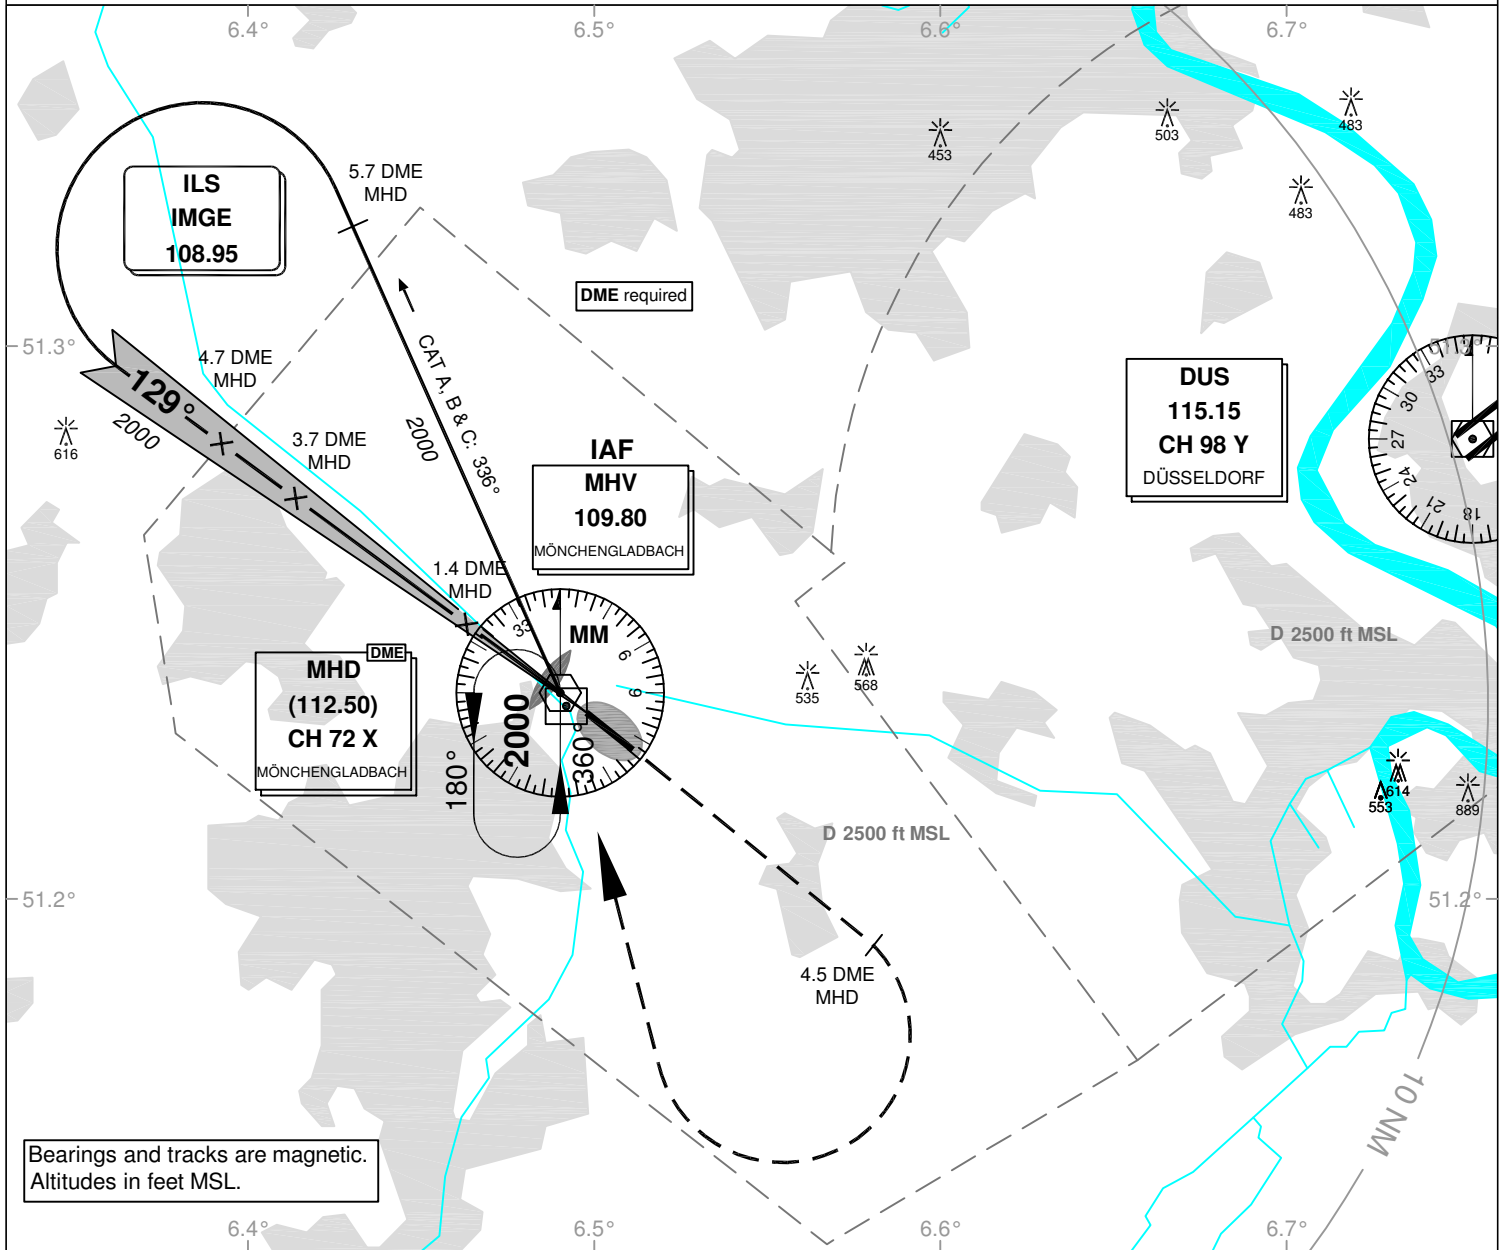 6.4°
6.5°
6.6°
6.7°
453
503
483
483
5.7 DME
MHD
ILS
IMGE
108.95
DME required
CAT A, B & C: 336°
2000
51.3°
51.3°
4.7 DME
MHD
129°
2000
616
3.7 DME
MHD
IAF
MHV
109.80
MÖNCHENGLADBACH
DUS
115.15
CH 98 Y
DÜSSELDORF
33
30
27
24
21
18
1.4 DME
MHD
33
MM
6
9
DME
MHD
(112.50)
CH 72 X
MÖNCHENGLADBACH
2000
360°
180°
535
568
D 2500 ft MSL
D 2500 ft MSL
614
553
889
51.2°
51.2°
4.5 DME
MHD
10 NM
Bearings and tracks are magnetic.
Altitudes in feet MSL.
6.4°
6.5°
6.6°
6.7°